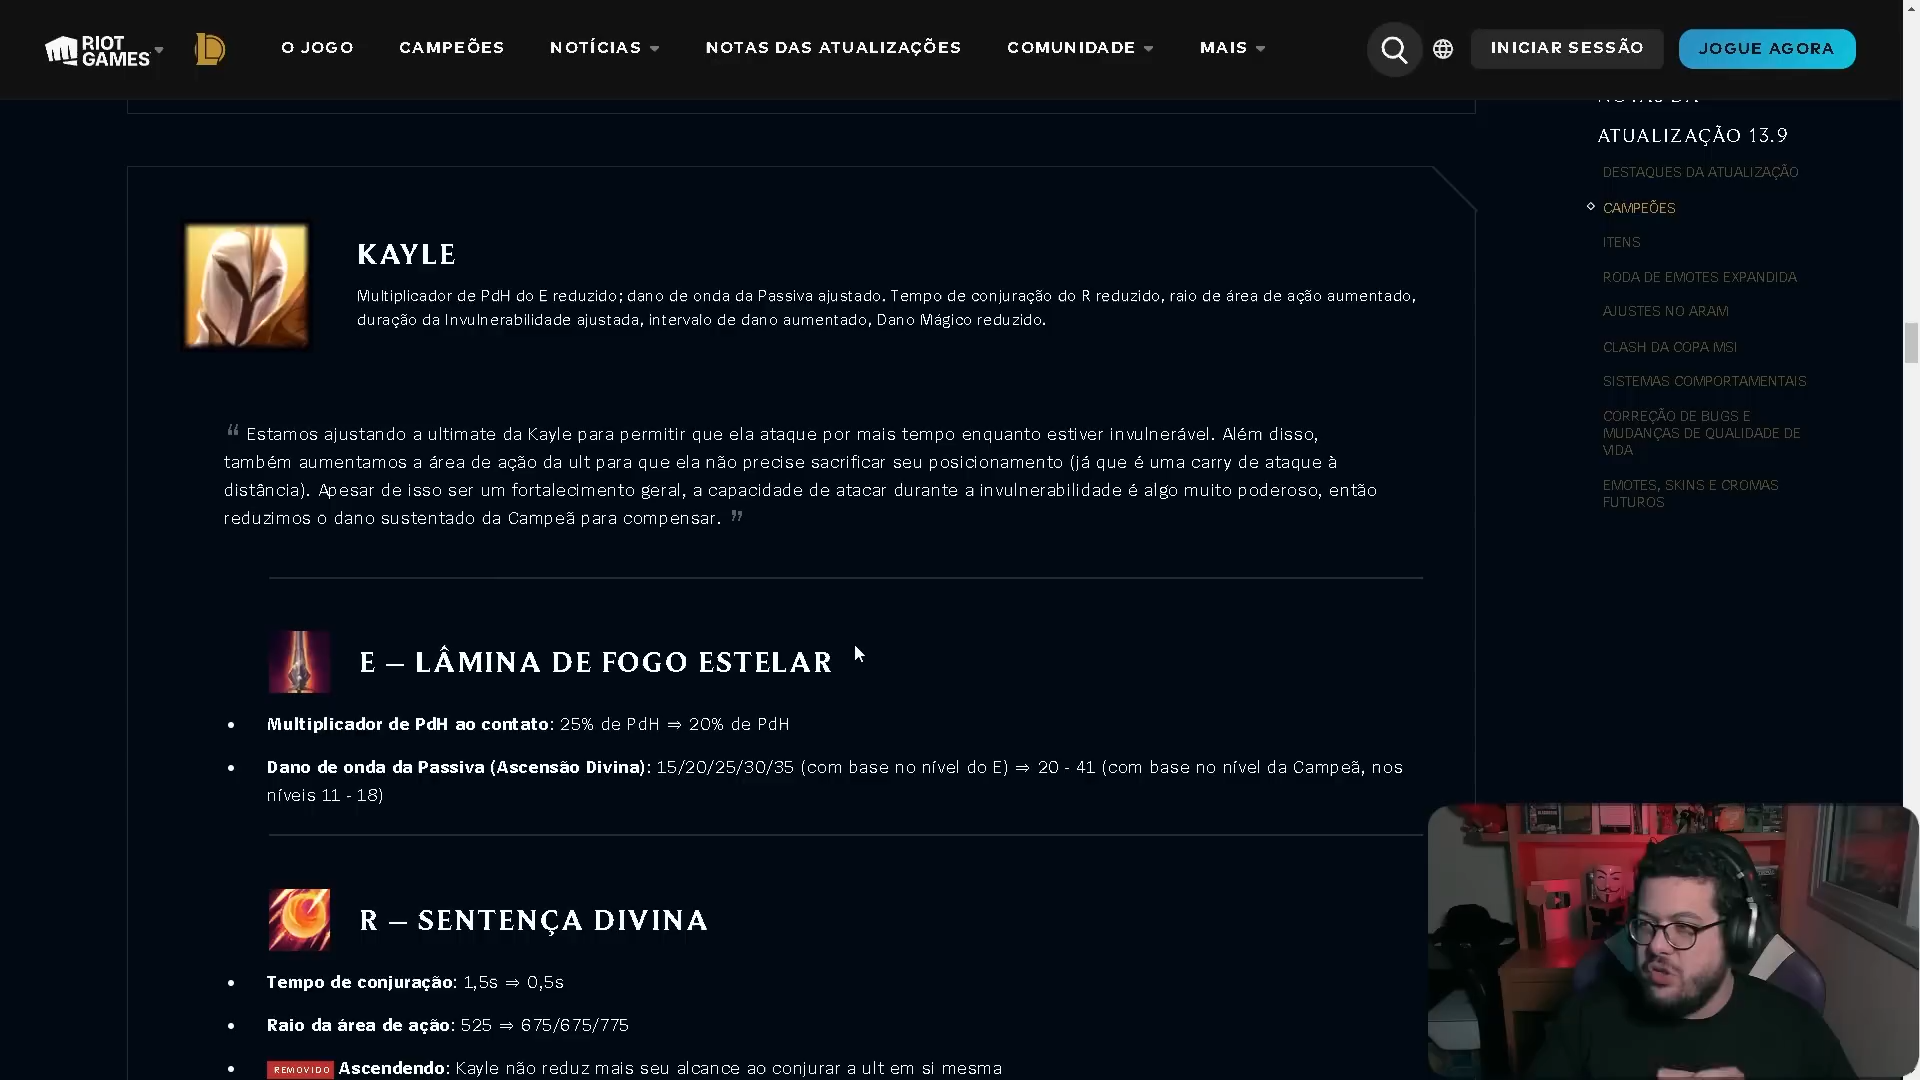 RIOT
GAMES
O JOGO
CAMPEÕES
NOTÍCIAS
NOTAS DAS ATUALIZAÇÕES
COMUNIDADE
MAIS
INICIAR SESSÃO
JOGUE AGORA
NOTAS DA
ATUALIZAÇÃO 13.9
DESTAQUES DA ATUALIZAÇÃO
CAMPEÕES
ITENS
RODA DE EMOTES EXPANDIDA
AJUSTES NO ARAM
CLASH DA COPA MSI
SISTEMAS COMPORTAMENTAIS
CORREÇÃO DE BUGS E
MUDANÇAS DE QUALIDADE DE
VIDA
EMOTES, SKINS E CROMAS
FUTUROS
KAYLE
Multiplicador de PdH do E reduzido; dano de onda da Passiva ajustado. Tempo de conjuração do R reduzido, raio de área de ação aumentado,
duração da Invulnerabilidade ajustada, intervalo de dano aumentado, Dano Mágico reduzido.
“ Estamos ajustando a ultimate da Kayle para permitir que ela ataque por mais tempo enquanto estiver invulnerável. Além disso,
também aumentamos a área de ação da ult para que ela não precise sacrificar seu posicionamento (já que é uma carry de ataque à
distância). Apesar de isso ser um fortalecimento geral, a capacidade de atacar durante a invulnerabilidade é algo muito poderoso, então
reduzimos o dano sustentado da Campeã para compensar. ”
E – LÂMINA DE FOGO ESTELAR
• Multiplicador de PdH ao contato: 25% de PdH ⇒ 20% de PdH
• Dano de onda da Passiva (Ascensão Divina): 15/20/25/30/35 (com base no nível do E) ⇒ 20 - 41 (com base no nível da Campeã, nos
níveis 11 - 18)
R – SENTENÇA DIVINA
• Tempo de conjuração: 1,5s ⇒ 0,5s
• Raio da área de ação: 525 ⇒ 675/675/775
• REMOVIDO Ascendendo: Kayle não reduz mais seu alcance ao conjurar a ult em si mesma